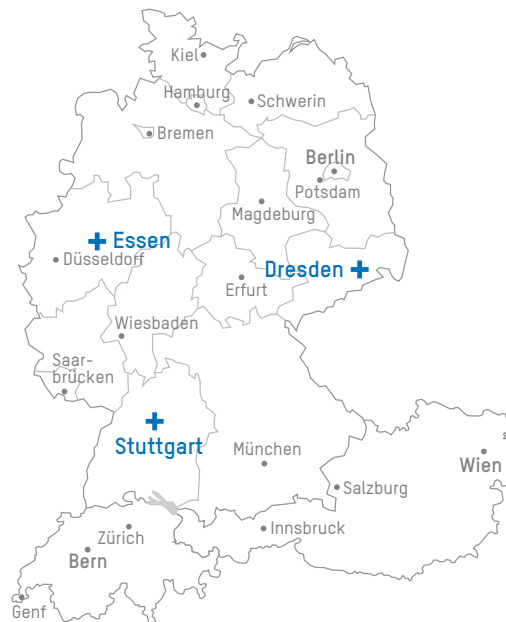 Kiel
Hamburg
Schwerin
Bremen
Berlin
Potsdam
Magdeburg
Essen
Düsseldorf
Dresden
Erfurt
Wiesbaden
Saar-
brücken
Stuttgart
München
Wien
Salzburg
Innsbruck
Zürich
Bern
Genf